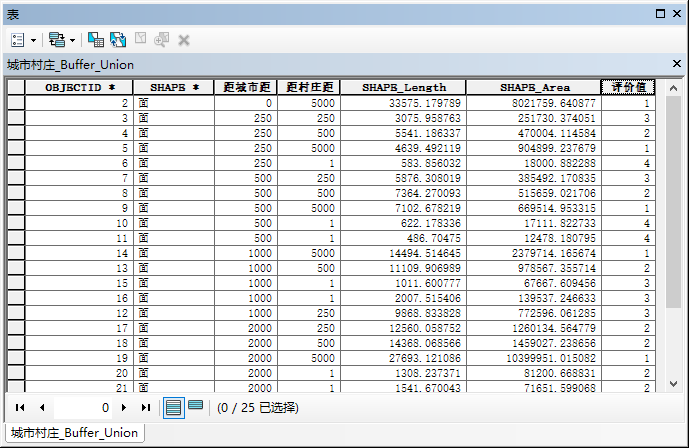 表
城市村庄_Buffer_Union
OBJECTID * SHAPE * 距城市距 距村庄距 SHAPE_Length SHAPE_Area 评价值
2 面 0 5000 33575.179789 8021759.640877 1
3 面 250 250 3075.958763 251730.374051 3
4 面 250 500 5541.186337 470004.114584 2
5 面 250 5000 4639.492119 904899.237679 1
6 面 250 1 583.856032 18000.882288 4
7 面 500 250 5876.308019 385492.170835 3
8 面 500 500 7364.270093 515659.021706 2
9 面 500 5000 7102.678219 669514.953315 1
10 面 500 1 622.178336 17111.822733 4
11 面 500 1 486.70475 12478.180795 4
14 面 1000 5000 14494.514645 2379714.165674 1
13 面 1000 500 11109.906989 978567.355714 2
15 面 1000 1 1011.600777 67667.609456 3
16 面 1000 1 2007.515406 139537.246633 3
12 面 1000 250 9868.833828 772596.061285 3
17 面 2000 250 12560.058752 1260134.564779 2
18 面 2000 500 14368.068566 1459027.238656 2
19 面 2000 5000 27693.121086 10399951.015082 1
20 面 2000 1 1308.237371 81200.668831 2
21 面 2000 1 1541.670043 71651.599068 2
0 (0 / 25 已选择)
城市村庄_Buffer_Union